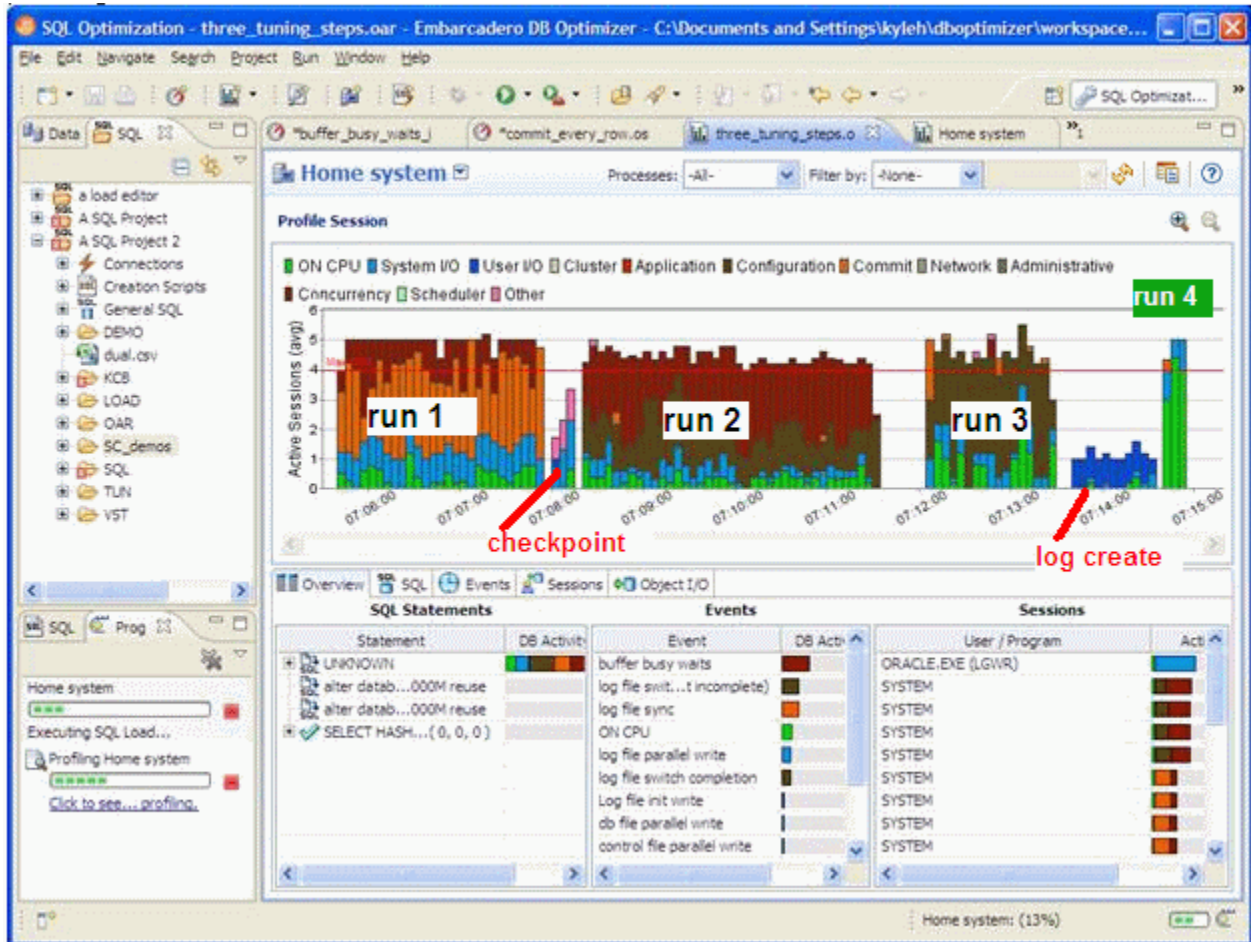 SQL Optimization - three_tuning_steps.oar - Embarcadero DB Optimizer - C:\Documents and Settings\kyleh\dboptimizer\workspace...
File Edit Navigate Search Project Run Window Help
SQL Optimizat...
Data SQL
*buffer_busy_waits_i *commit_every_row.os three_tuning_steps.o Home system
Home system Processes: -All- Filter by: -None-
a load editor
A SQL Project
A SQL Project 2
Connections
Creation Scripts
General SQL
DEMO
dual.csv
KCB
LOAD
OAR
SC_demos
SQL
TUN
VST
Profile Session
ON CPU System I/O User I/O Cluster Application Configuration Commit Network Administrative
Concurrency Scheduler Other
run 4
Active Sessions (avg)
6
5
4
3
2
1
0
run 1 run 2 run 3
07:06:00 07:07:00 07:08:00 07:09:00 07:10:00 07:11:00 07:12:00 07:13:00 07:14:00 07:15:00
checkpoint
log create
Overview SQL Events Sessions Object I/O
SQL Statements Events Sessions
Statement DB Activity Event DB Activ User / Program Acti
UNKNOWN buffer busy waits ORACLE.EXE (LGWR)
alter datab...000M reuse log file swit...t incomplete) SYSTEM
alter datab...000M reuse log file sync SYSTEM
SELECT HASH...( 0, 0, 0 ) ON CPU SYSTEM
log file parallel write SYSTEM
log file switch completion SYSTEM
Log file init write SYSTEM
db file parallel write SYSTEM
control file parallel write SYSTEM
SQL Prog
Home system
Executing SQL Load...
Profiling Home system
Click to see... profiling.
Home system: (13%)